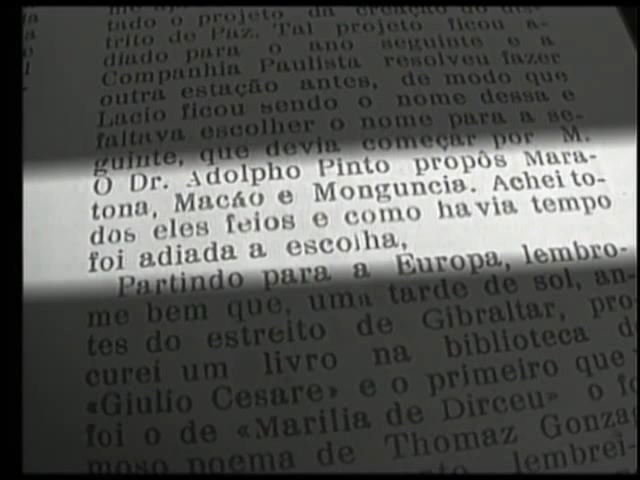 me
tado o projeto da creação do des-
trito de Paz. Tal projeto ficou a-
diado para o ano seguinte e a
Companhia Paulista resolveu fazer
outra estação antes, de modo que
Lacio ficou sendo o nome dessa e
faltava escolher o nome para a se-
guinte, que devia começar por M.
O Dr. Adolpho Pinto propôs Mara-
tona, Macáo e Monguncia. Achei to-
dos eles feios e como havia tempo
foi adiada a escolha,
Partindo para a Europa, lembro-
me bem que, uma tarde de sol, an-
tes do estreito de Gibraltar, pro-
curei um livro na biblioteca d
«Giulio Cesare» e o primeiro que
foi o de «Marilia de Dirceu» o f
moso poema de Thomaz Gonza
lembrei-